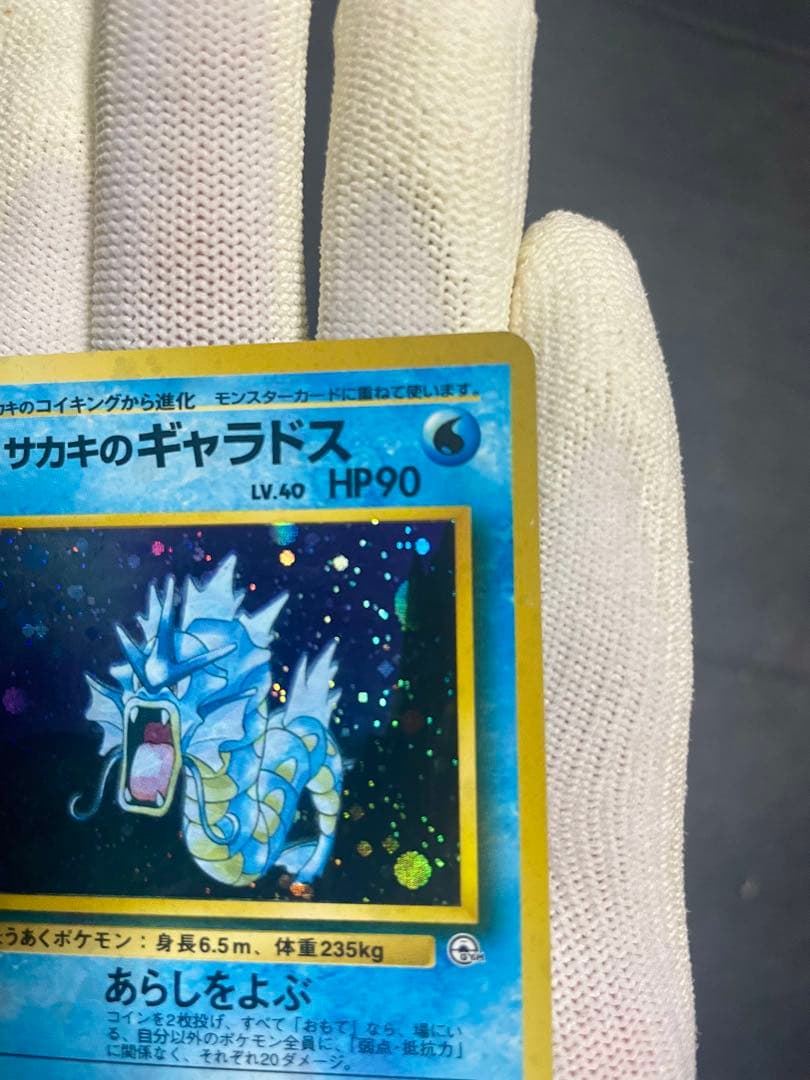 カキのコイキングから進化 モンスターカードに重ねて使います。
サカキのギャラドス
LV.40 HP90
ょうあくポケモン：身長6.5m、体重235kg
GYM
あらしをよぶ
コインを2枚投げ、すべて「おもて」なら、場にい
る、自分以外のポケモン全員に、「弱点・抵抗力」
に関係なく、それぞれ20ダメージ。